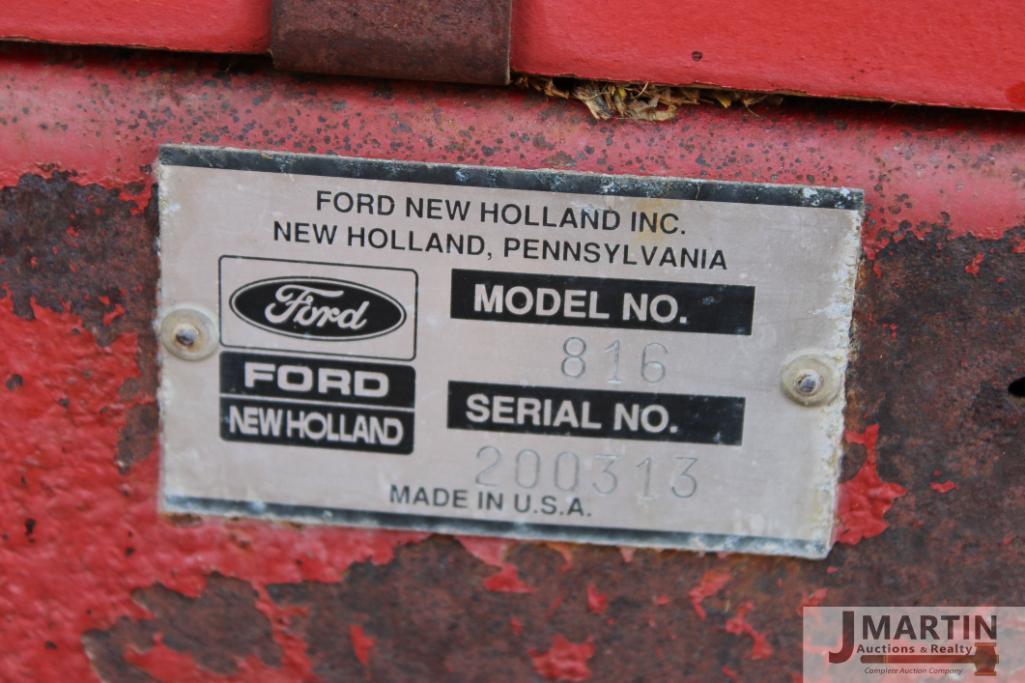 FORD NEW HOLLAND INC.
NEW HOLLAND, PENNSYLVANIA
Ford
FORD
NEW HOLLAND
MODEL NO.
816
SERIAL NO.
200313
MADE IN U.S.A.
J MARTIN
Auctions & Realty
Complete Auction Company